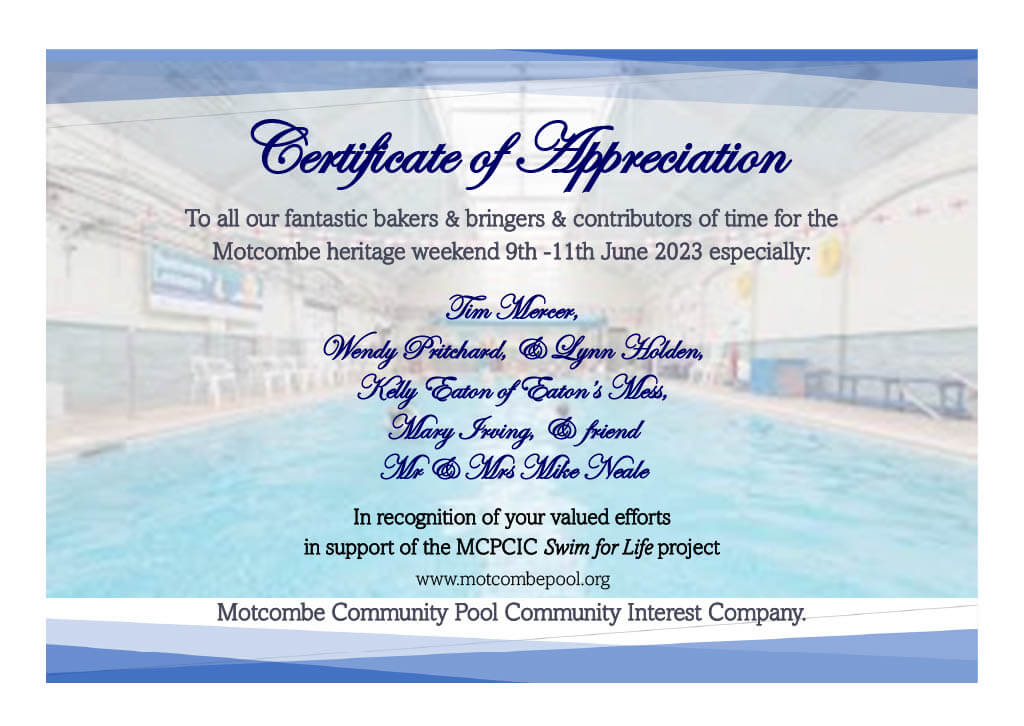 Certificate of Appreciation
To all our fantastic bakers & bringers & contributors of time for the
Motcombe heritage weekend 9th -11th June 2023 especially:
Tim Mercer,
Wendy Pritchard, & Lynn Holden,
Kelly Eaton of Eaton's Mess,
Mary Irving, & friend
Mr & Mrs Mike Neale
In recognition of your valued efforts
in support of the MCPCIC Swim for Life project
www.motcombepool.org
Motcombe Community Pool Community Interest Company.